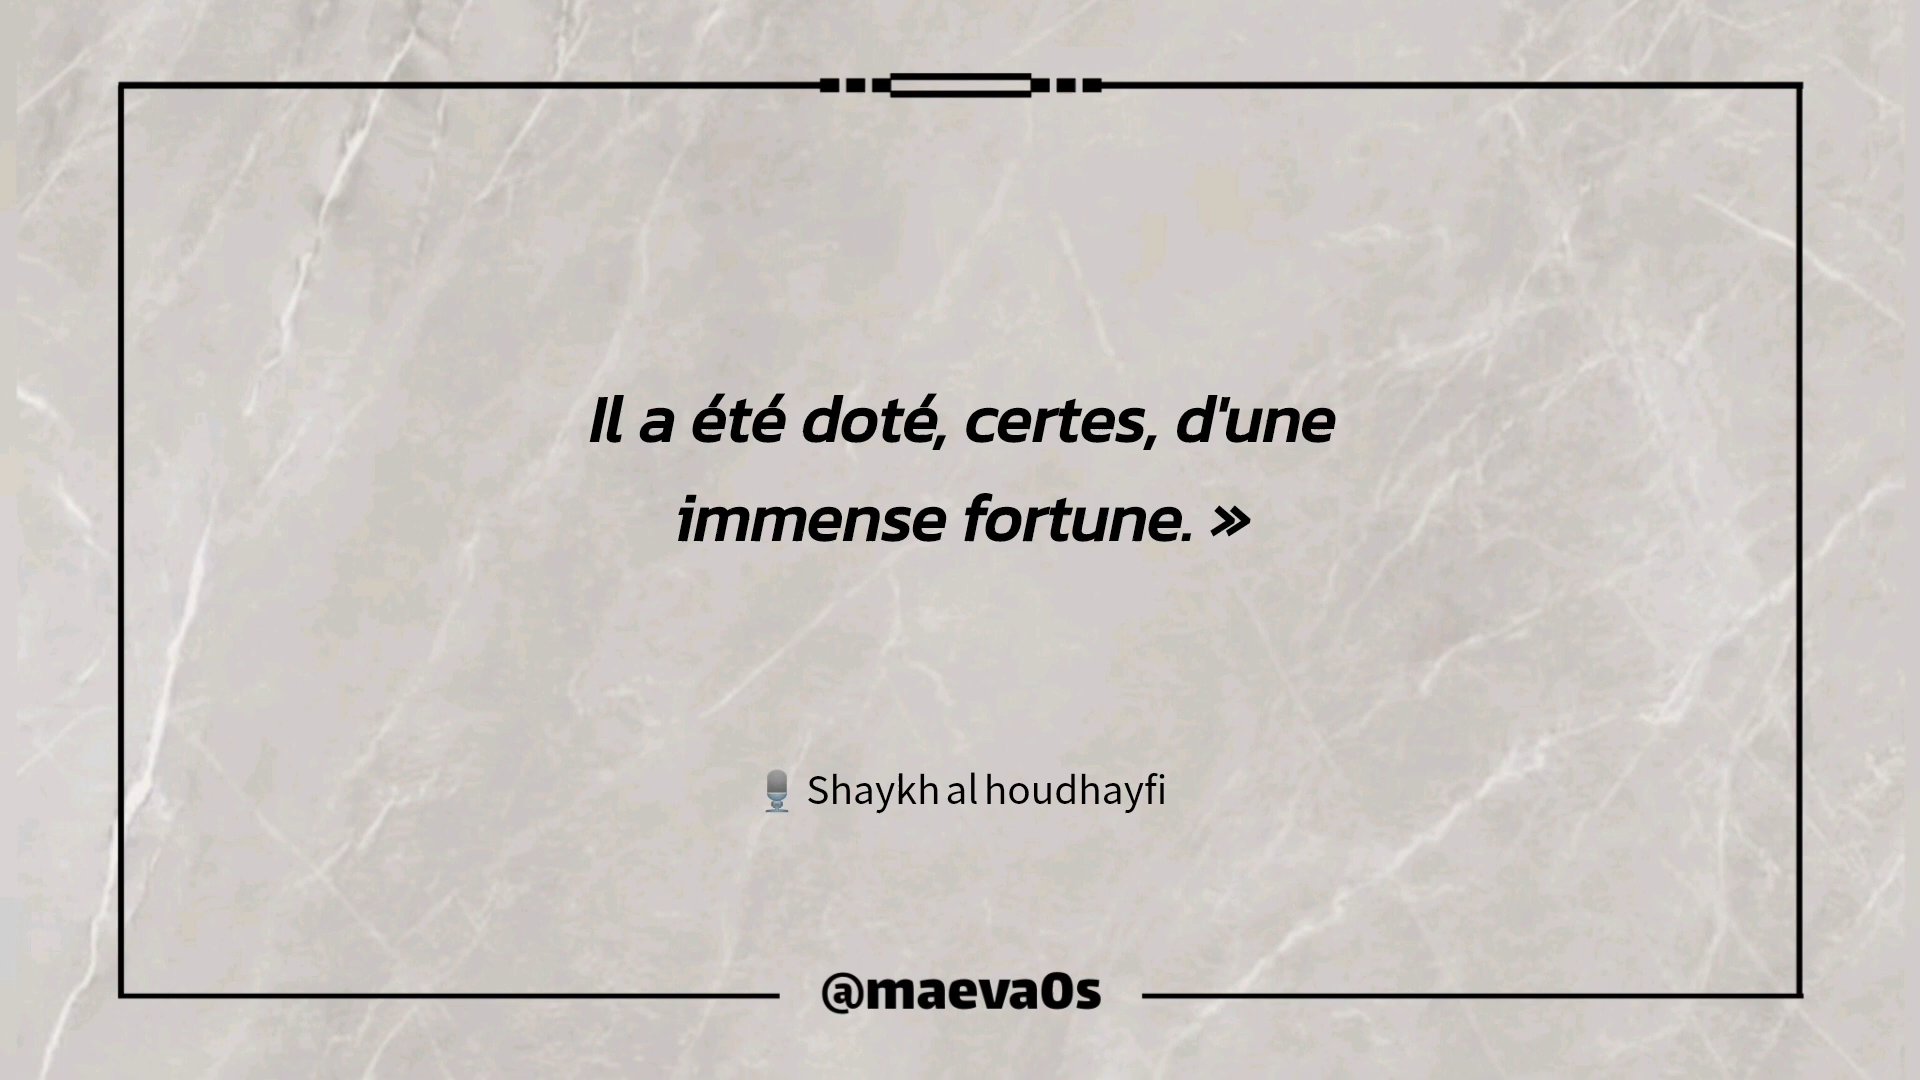 Il a été doté, certes, d'une
immense fortune. »
🎙️ Shaykh al houdhayfi
@maeva0s